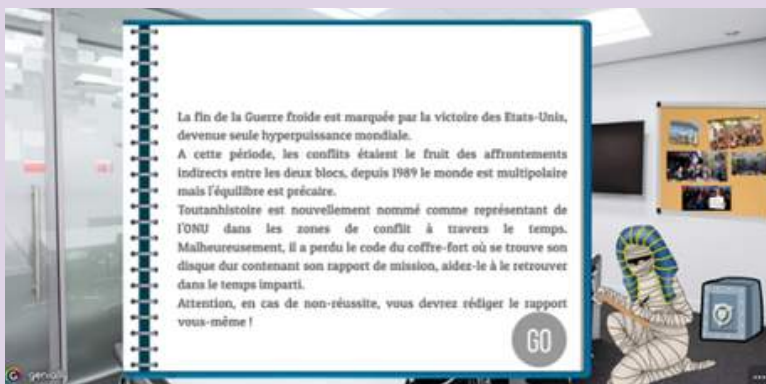 La fin de la Guerre froide est marquée par la victoire des Etats-Unis,
devenue seule hyperpuissance mondiale.
A cette période, les conflits étaient le fruit des affrontements
indirects entre les deux blocs, depuis 1989 le monde est multipolaire
mais l'équilibre est précaire.
Toutanhistoire est nouvellement nommé comme représentant de
l'ONU dans les zones de conflit à travers le temps.
Malheureusement, il a perdu le code du coffre-fort où se trouve son
disque dur contenant son rapport de mission, aidez-le à le retrouver
dans le temps imparti.
Attention, en cas de non-réussite, vous devrez rédiger le rapport
vous-même !
GO
genially